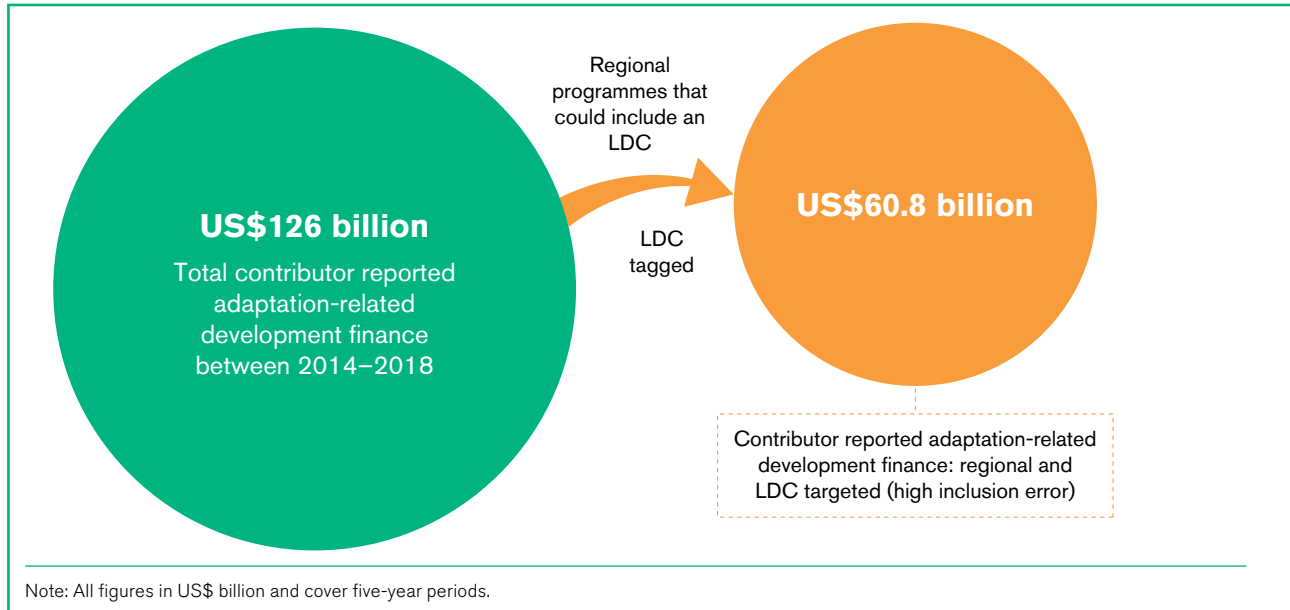 US$126 billion
Total contributor reported
adaptation-related
development finance
between 2014–2018
Regional
programmes that
could include an
LDC
LDC
tagged
US$60.8 billion
Contributor reported adaptation-related
development finance: regional and
LDC targeted (high inclusion error)
Note: All figures in US$ billion and cover five-year periods.